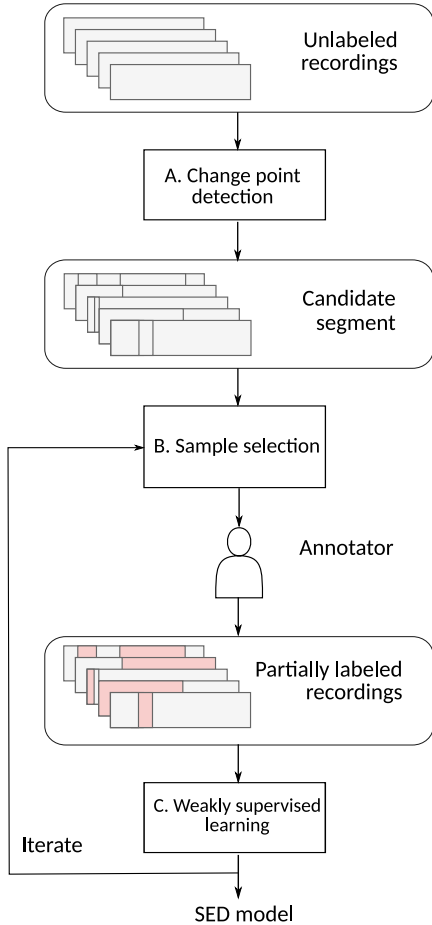 Unlabeled
recordings
A. Change point
detection
Candidate
segment
B. Sample selection
Annotator
Partially labeled
recordings
C. Weakly supervised
learning
Iterate
SED model